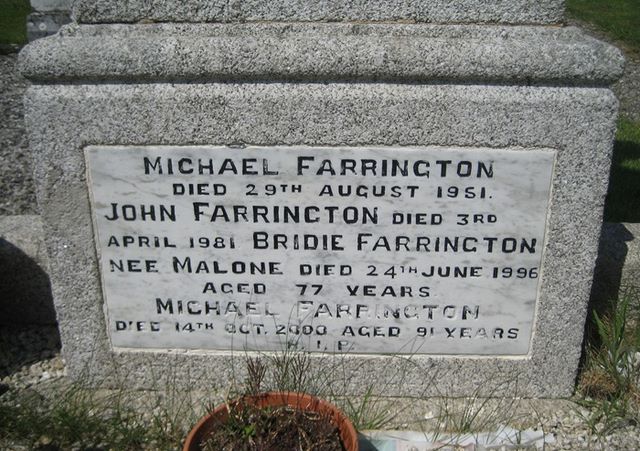 MICHAEL FARRINGTON
DIED 29TH AUGUST 1951.
JOHN FARRINGTON DIED 3RD
APRIL 1981 BRIDIE FARRINGTON
NEE MALONE DIED 24TH JUNE 1996
AGED 77 YEARS
MICHAEL FARRINGTON
DIED 14TH OCT. 2000 AGED 91 YEARS
I. P.